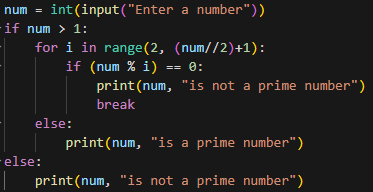 num = int(input("Enter a number"))
if num > 1:
    for i in range(2, (num//2)+1):
        if (num % i) == 0:
            print(num, "is not a prime number")
            break
    else:
        print(num, "is a prime number")
else:
    print(num, "is not a prime number")